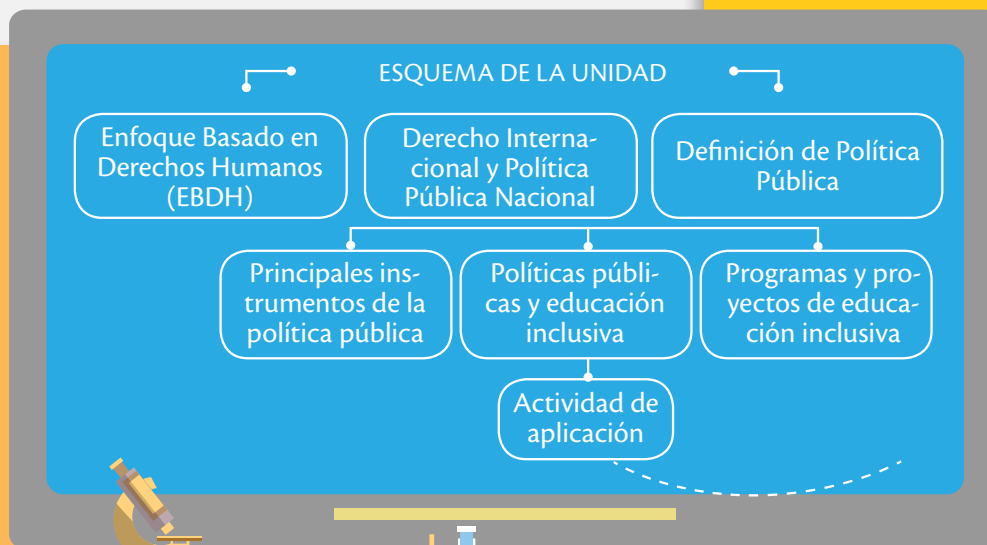 ESQUEMA DE LA UNIDAD
Enfoque Basado en
Derechos Humanos
(EBDH)
Derecho Interna-
cional y Política
Pública Nacional
Definición de Política
Pública
Principales ins-
trumentos de la
política pública
Políticas públi-
cas y educación
inclusiva
Programas y pro-
yectos de educa-
ción inclusiva
Actividad de
aplicación